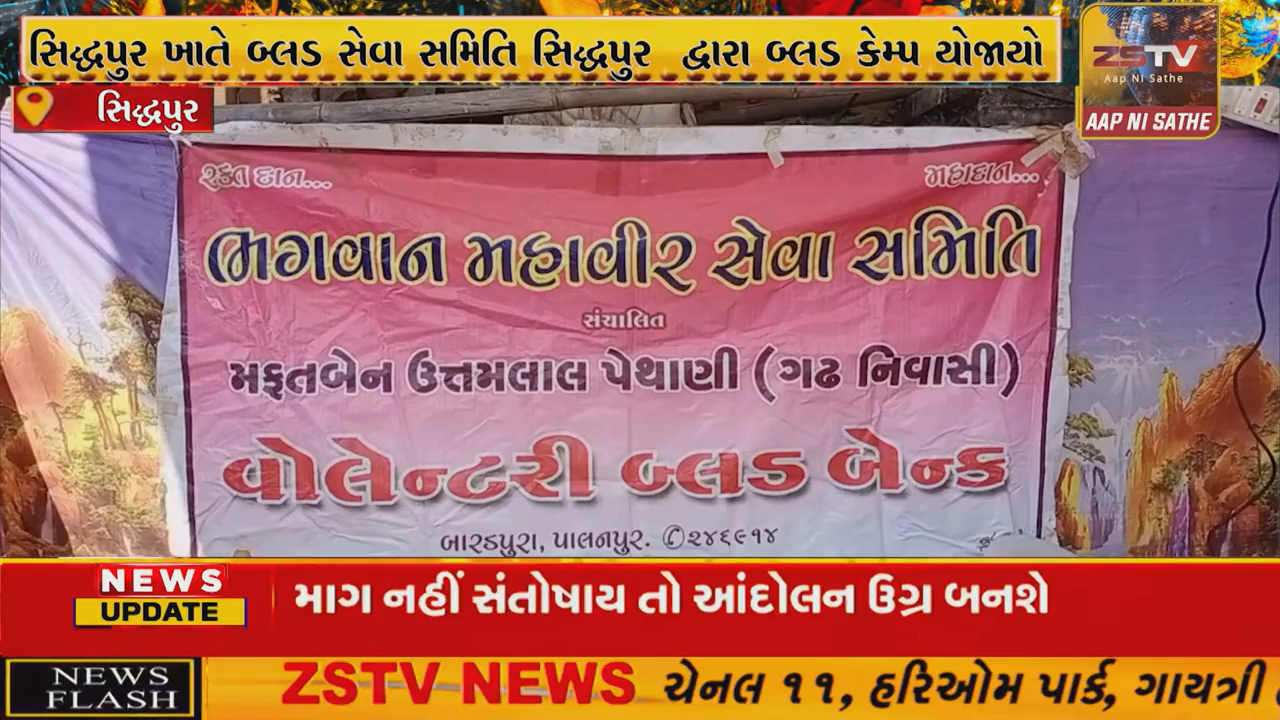 સિદ્ધપુર ખાતે બ્લડ સેવા સમિતિ સિદ્ધપુર દ્વારા બ્લડ કેમ્પ યોજાયો
ZSTV
Aap Ni Sathe
AAP NI SATHE
સિદ્ધપુર
રક્ત દાન... મહાદાન...
ભગવાન મહાવીર સેવા સમિતિ
સંચાલિત
મફતબેન ઉત્તમલાલ પેથાણી (ગઢ નિવાસી)
વોલેન્ટરી બ્લડ બેન્ક
બારડપુરા, પાલનપુર. ✆૨૪૬૯૧૪
NEWS
UPDATE
માગ નહીં સંતોષાય તો આંદોલન ઉગ્ર બનશે
NEWS
FLASH
ZSTV NEWS ચેનલ ૧૧, હરિઓમ પાર્ક, ગાયત્રી